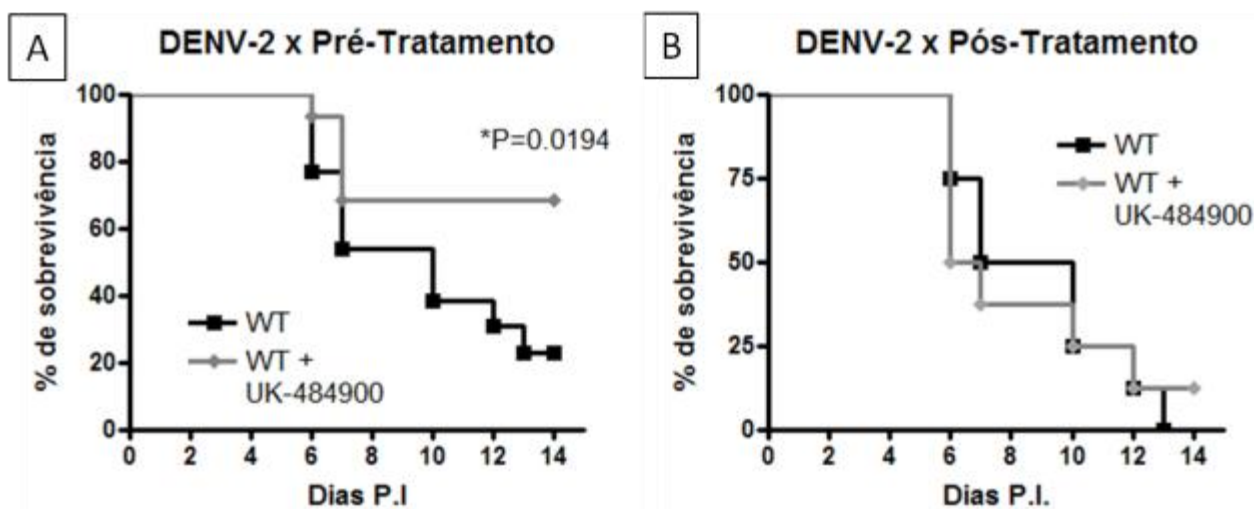 A
DENV-2 x Pré-Tratamento
% de sobrevivência
100
80
60
40
20
0
*P=0.0194
WT
WT +
UK-484900
0 2 4 6 8 10 12 14
Dias P.I
B
DENV-2 x Pós-Tratamento
% de sobrevivência
100
75
50
25
0
WT
WT +
UK-484900
0 2 4 6 8 10 12 14
Dias P.I.